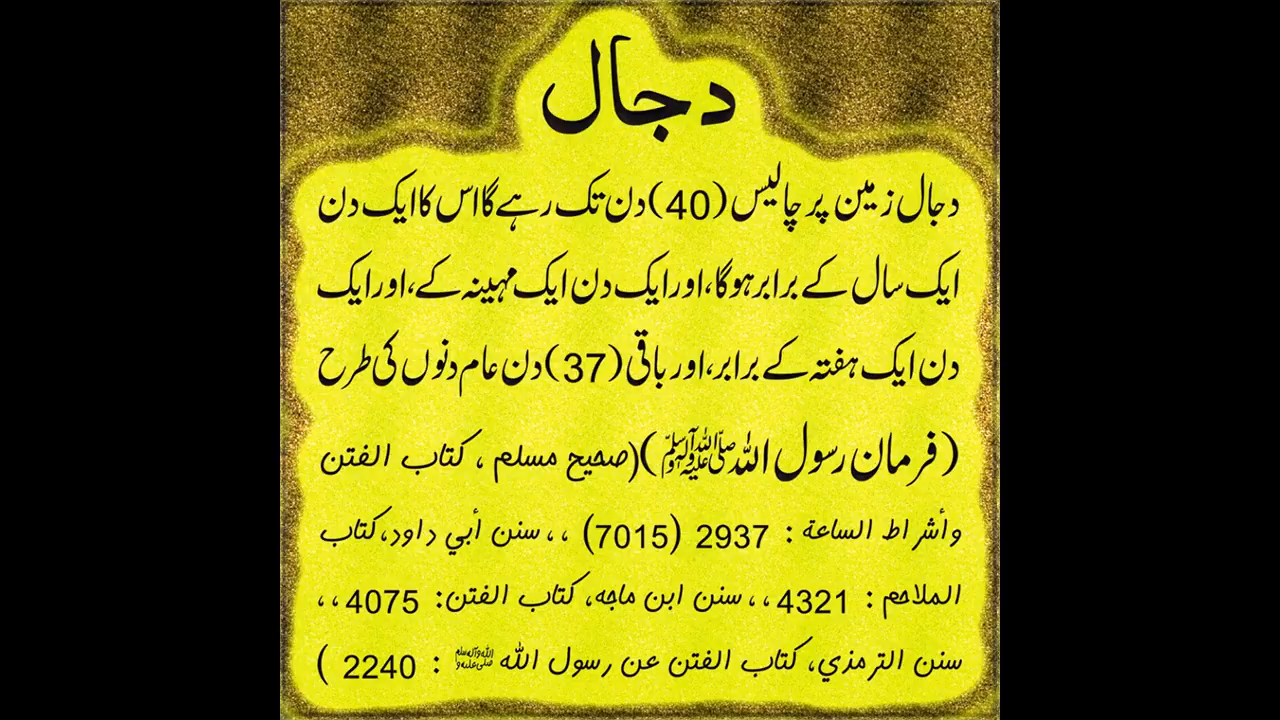 دجال
دجال زمین پر چالیس (40) دن تک رہے گا اس کا ایک دن
ایک سال کے برابر ہوگا، اور ایک دن ایک مہینہ کے، اور ایک
دن ایک ہفتہ کے برابر، اور باقی (37) دن عام دنوں کی طرح
(فرمان رسول اللہ ﷺ) (صحيح مسلم ، كتاب الفتن
وأشراط الساعة : 2937 (7015) ،، سنن أبي داود، كتاب
الملاحم : 4321 ،، سنن ابن ماجه، كتاب الفتن: 4075 ،،
سنن الترمذي، كتاب الفتن عن رسول الله ﷺ : 2240 )